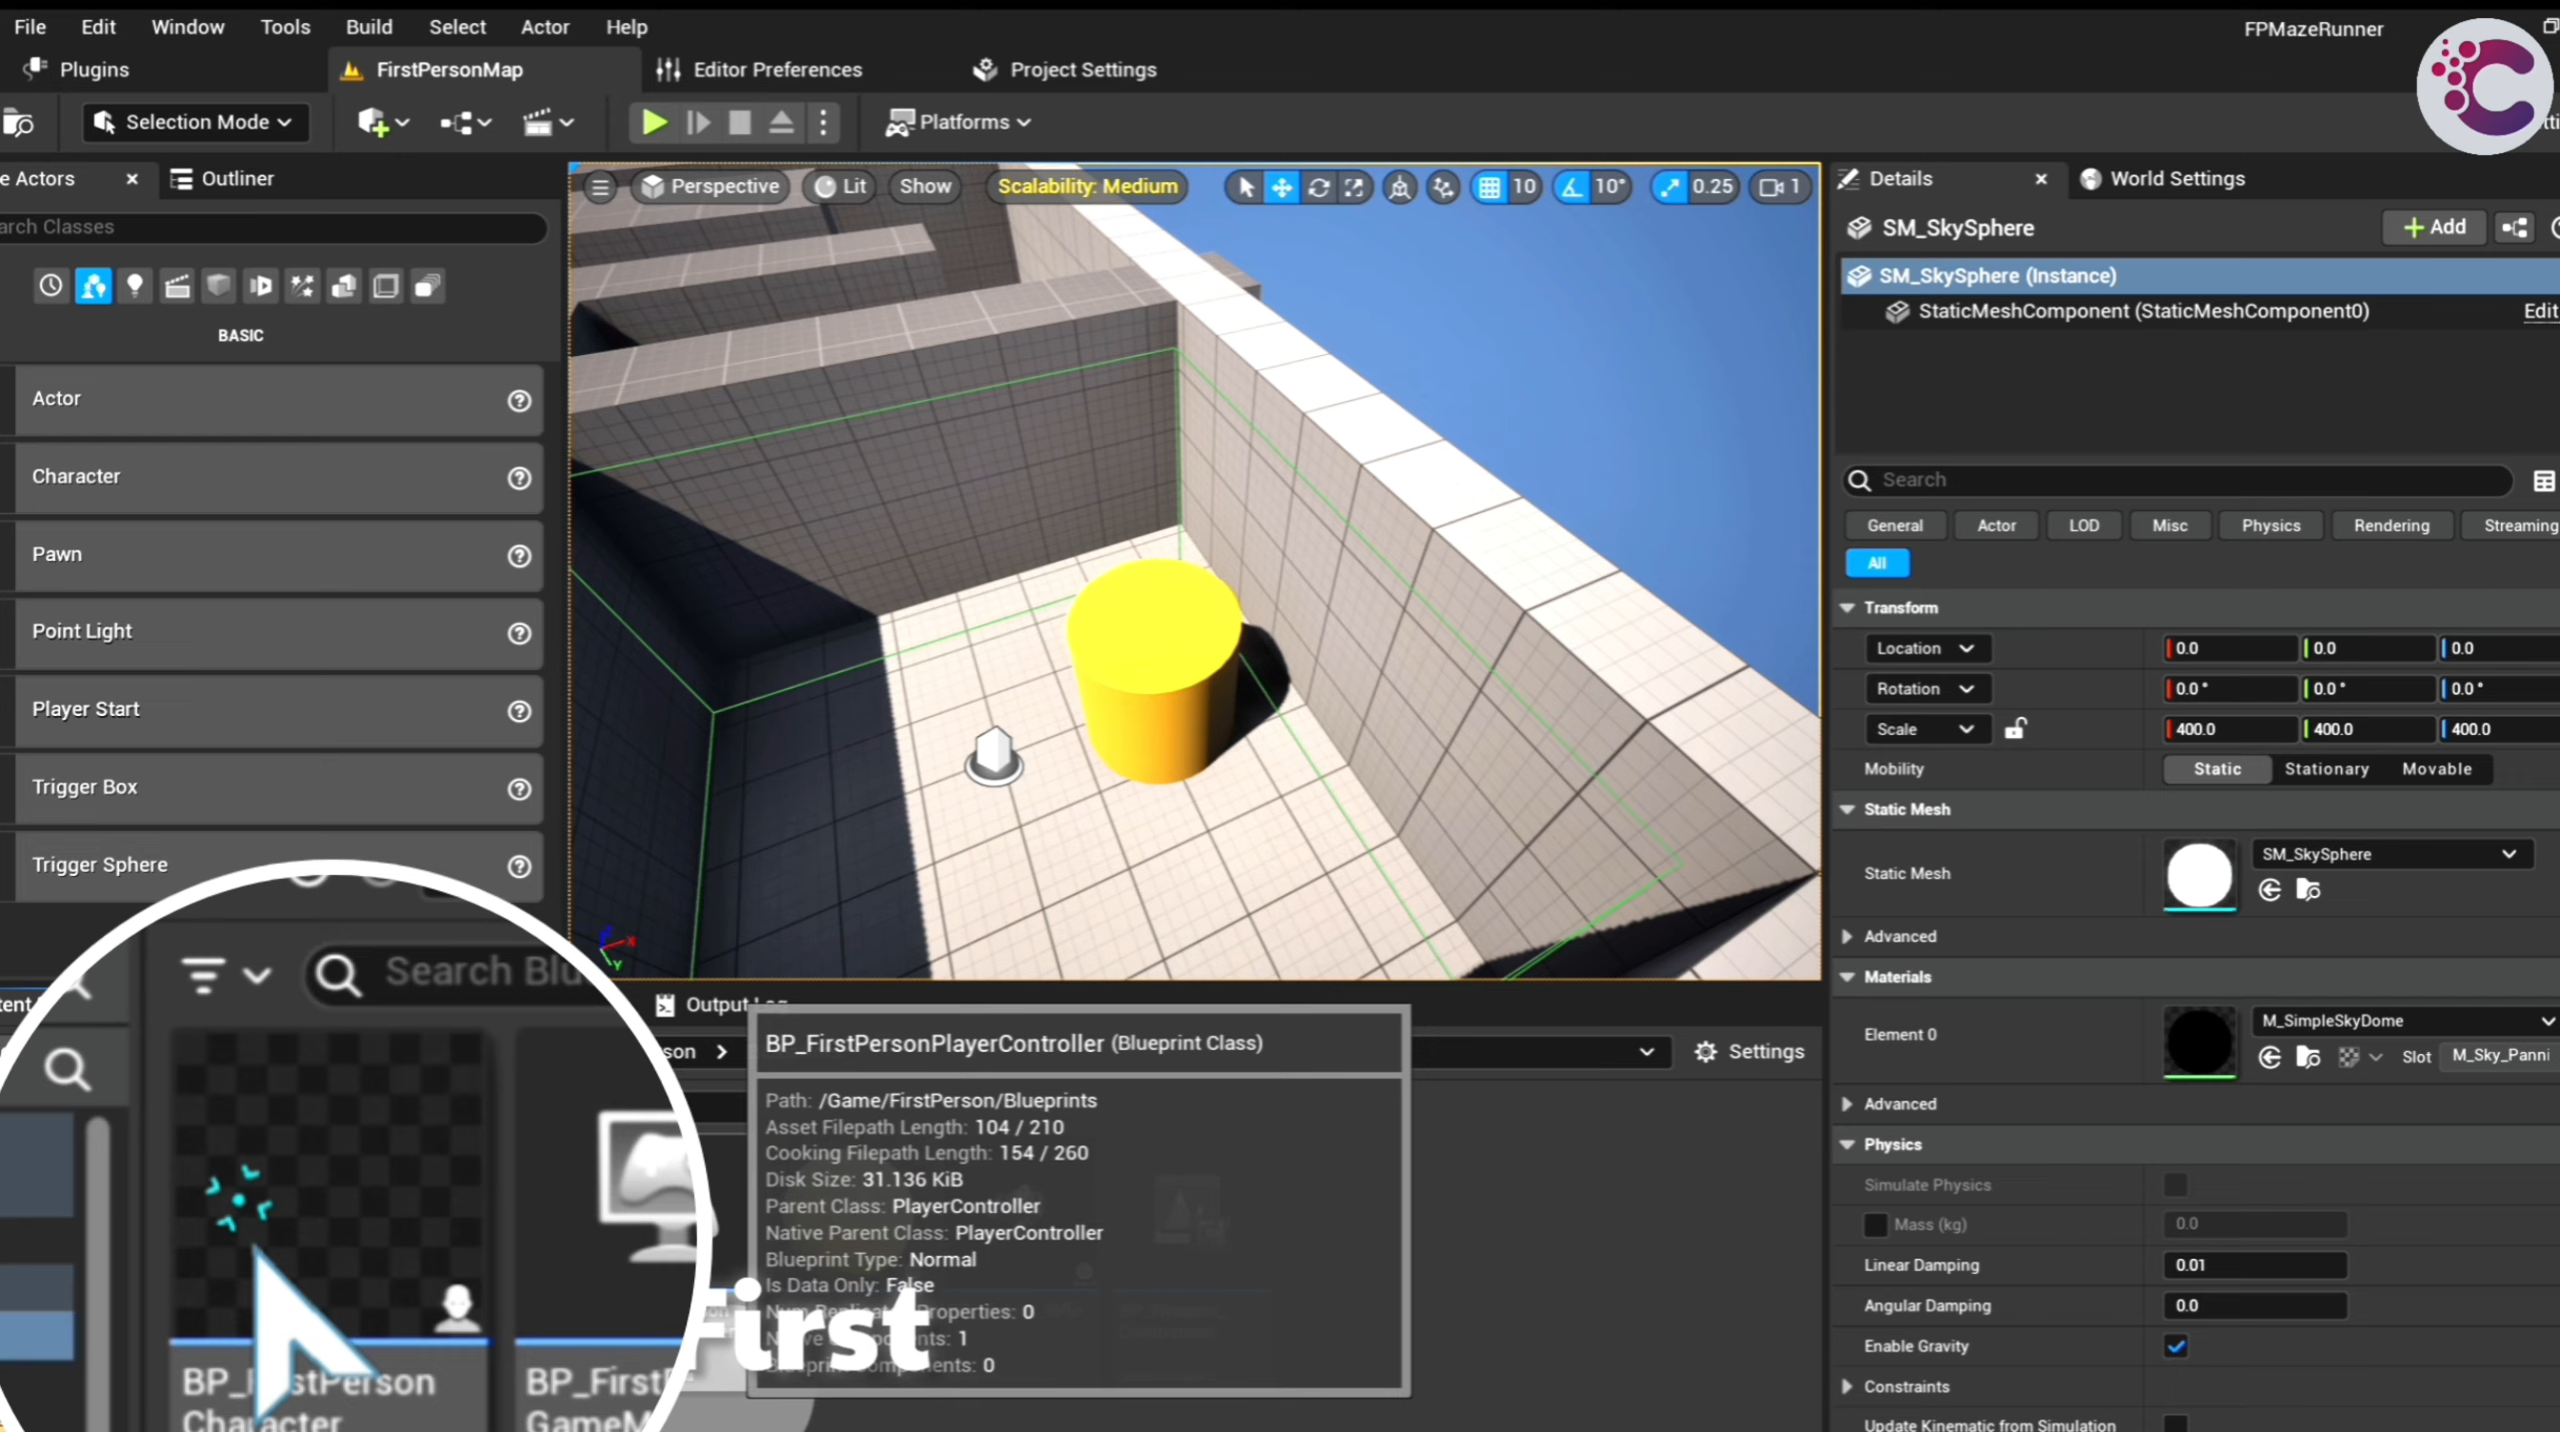 File Edit Window Tools Build Select Actor Help
FPMazeRunner
Plugins
FirstPersonMap
Editor Preferences
Project Settings
Selection Mode
Platforms
Actors
Outliner
Perspective
Lit
Show
Scalability: Medium
10
10°
0.25
1
Details
World Settings
SM_SkySphere
Add
SM_SkySphere (Instance)
StaticMeshComponent (StaticMeshComponent0)
Edit
Classes
BASIC
Actor
Character
Pawn
Point Light
Player Start
Trigger Box
Trigger Sphere
Search
General
Actor
LOD
Misc
Physics
Rendering
Streaming
All
Transform
Location 0.0 0.0 0.0
Rotation 0.0° 0.0° 0.0°
Scale 400.0 400.0 400.0
Mobility Static Stationary Movable
Static Mesh
Static Mesh SM_SkySphere
Advanced
Materials
Element 0 M_SimpleSkyDome
Slot M_Sky_Panni
Advanced
Physics
Simulate Physics
Mass (kg) 0.0
Linear Damping 0.01
Angular Damping 0.0
Enable Gravity
Constraints
Update Kinematic from Simulation
Search Blu
Output Log
son
Settings
BP_FirstPersonPlayerController (Blueprint Class)
Path: /Game/FirstPerson/Blueprints
Asset Filepath Length: 104 / 210
Cooking Filepath Length: 154 / 260
Disk Size: 31.136 KiB
Parent Class: PlayerController
Native Parent Class: PlayerController
Blueprint Type: Normal
Is Data Only: False
Num Replicated Properties: 0
Native Components: 1
Blueprint Components: 0
First
BP_FirstPerson
Character
BP_First
GameM
X
Y
Z